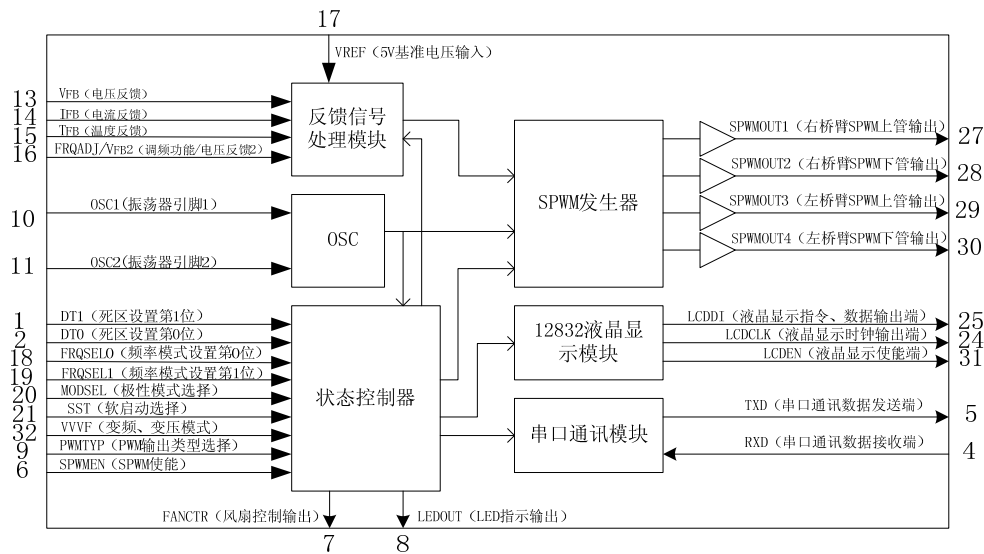 17
VREF（5V基准电压输入）
13
VFB（电压反馈）
14
IFB（电流反馈）
15
TFB（温度反馈）
16
FRQADJ/VFB2（调频功能/电压反馈2）
反馈信号
处理模块
10
OSC1(振荡器引脚1)
11
OSC2(振荡器引脚2)
OSC
SPWM发生器
SPWMOUT1（右桥臂SPWM上管输出）
27
SPWMOUT2（右桥臂SPWM下管输出）
28
SPWMOUT3（左桥臂SPWM上管输出）
29
SPWMOUT4（左桥臂SPWM下管输出）
30
1
DT1（死区设置第1位）
2
DT0（死区设置第0位）
18
FRQSEL0（频率模式设置第0位）
19
FRQSEL1（频率模式设置第1位）
20
MODSEL（极性模式选择）
21
SST（软启动选择）
32
VVVF（变频、变压模式）
9
PWMTYP（PWM输出类型选择）
6
SPWMEN（SPWM使能）
状态控制器
12832液晶显
示模块
LCDDI（液晶显示指令、数据输出端）
25
LCDCLK（液晶显示时钟输出端）
24
LCDEN（液晶显示使能端）
31
串口通讯模块
TXD（串口通讯数据发送端）
5
RXD（串口通讯数据接收端）
4
FANCTR（风扇控制输出）
7
LEDOUT（LED指示输出）
8